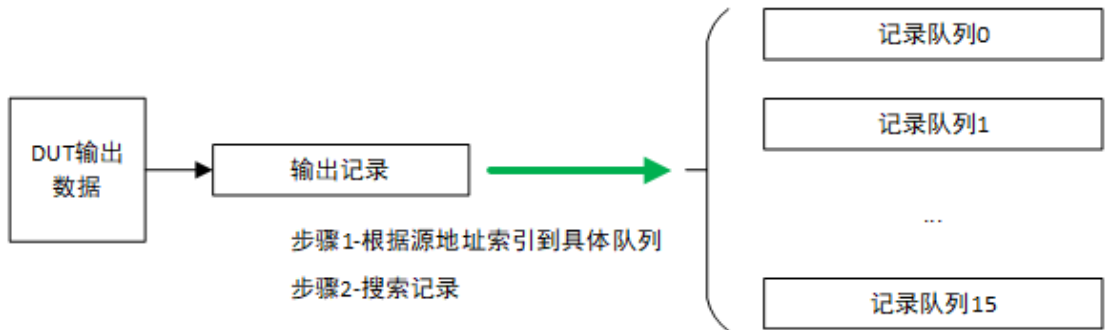 DUT输出
数据
输出记录
步骤1-根据源地址索引到具体队列
步骤2-搜索记录
记录队列0
记录队列1
...
记录队列15